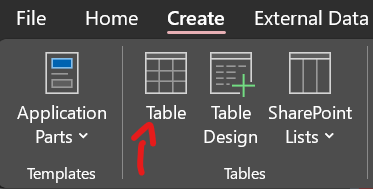 File Home Create External Data
Application Parts
Table
Table Design
SharePoint Lists
Templates
Tables